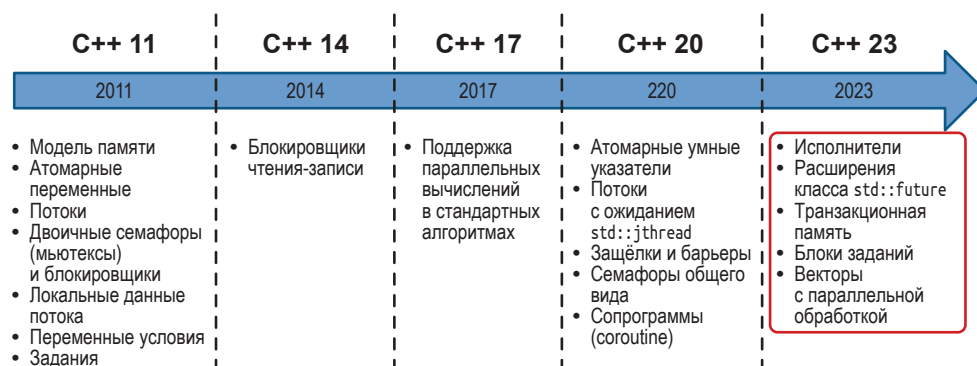 C++ 11
C++ 14
C++ 17
C++ 20
C++ 23
2011
2014
2017
220
2023
• Модель памяти
• Атомарные
переменные
• Потоки
• Двоичные семафоры
(мьютексы)
и блокировщики
• Локальные данные
потока
• Переменные условия
• Задания
• Блокировщики
чтения-записи
• Поддержка
параллельных
вычислений
в стандартных
алгоритмах
• Атомарные умные
указатели
• Потоки
с ожиданием
std::jthread
• Защёлки и барьеры
• Семафоры общего
вида
• Сопрограммы
(coroutine)
• Исполнители
• Расширения
класса std::future
• Транзакционная
память
• Блоки заданий
• Векторы
с параллельной
обработкой